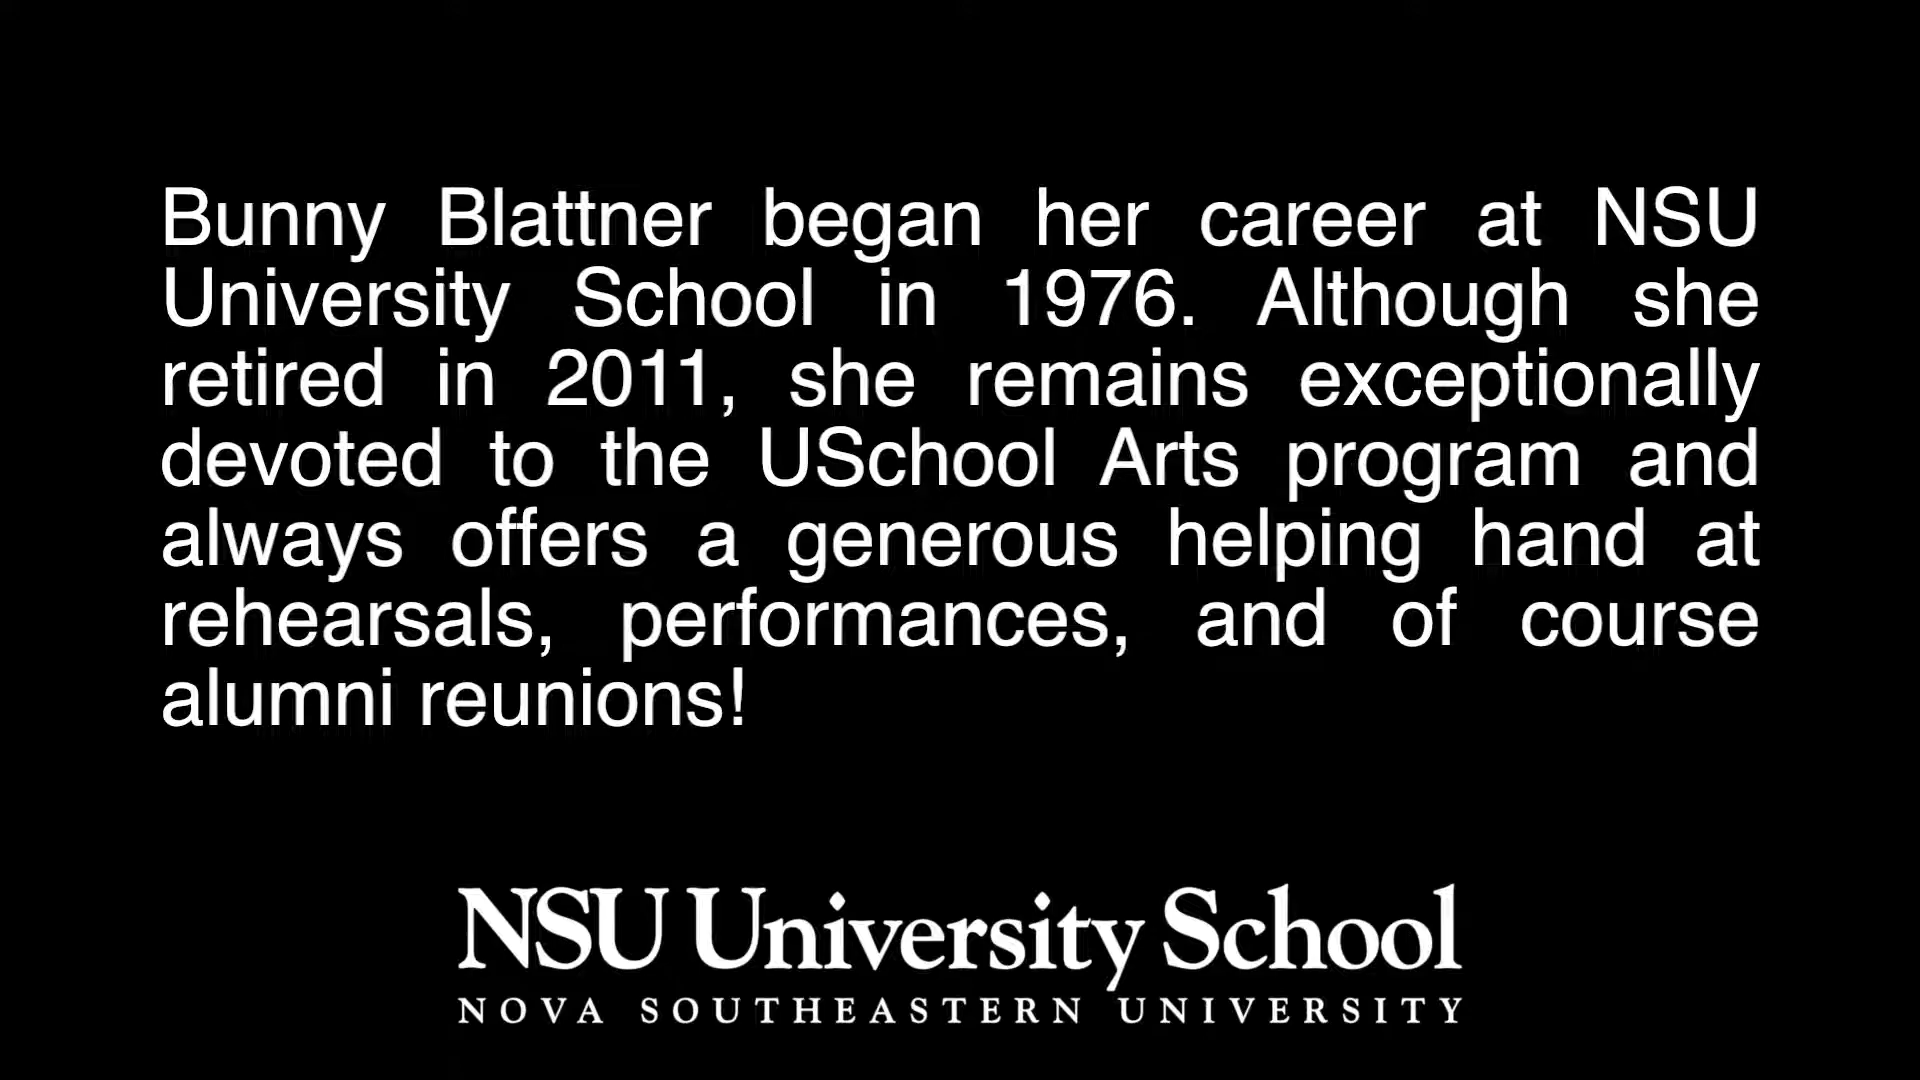 Bunny Blattner began her career at NSU
University School in 1976. Although she
retired in 2011, she remains exceptionally
devoted to the USchool Arts program and
always offers a generous helping hand at
rehearsals, performances, and of course
alumni reunions!
NSU University School
NOVA SOUTHEASTERN UNIVERSITY